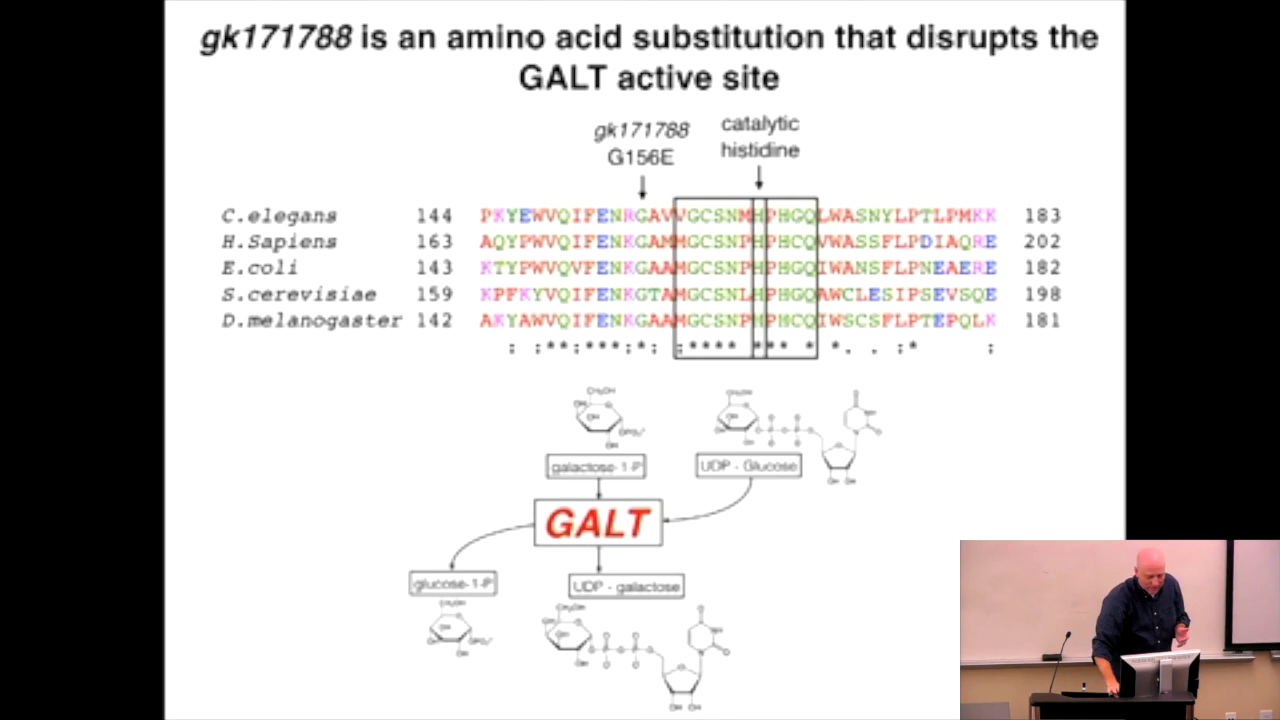 gk171788 is an amino acid substitution that disrupts the
GALT active site
gk171788
G156E
catalytic
histidine
C.elegans 144 PKYEWVQIFENRGAVVGCSNMHPHGQLWASNYLPTLPMKK 183
H.Sapiens 163 AQYPWVQIFENKGAMMGCSNPHPHCQVWASSFLPDIAQRE 202
E.coli 143 KTYPWVQVFENKGAAMGCSNPHPHGQIWANSFLPNEAERE 182
S.cerevisiae 159 KPFKYVQIFENKGTAMGCSNLHPHGQAWCLESIPSEVSQE 198
D.melanogaster 142 AKYAWVQIFENKGAAMGCSNPHPHCQIWSCSFLPTEPQLK 181
: :**:***:*: :**** *** * *. . :* :
galactose-1-P
UDP - Glucose
GALT
glucose-1-P
UDP - galactose